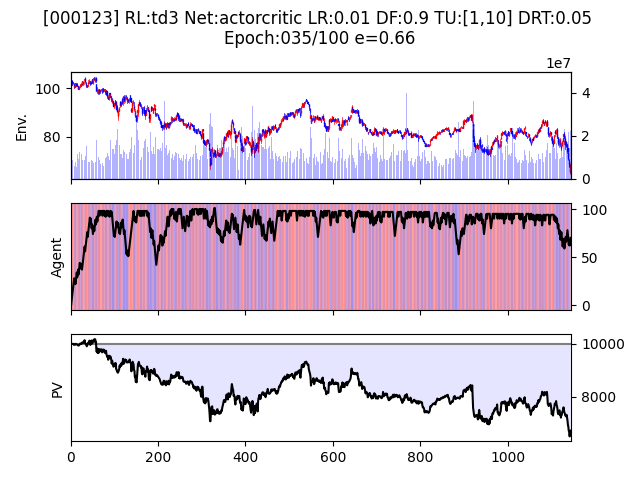 [000123] RL:td3 Net:actorcritic LR:0.01 DF:0.9 TU:[1,10] DRT:0.05
Epoch:035/100 e=0.66
1e7
100
80
Env.
4
2
0
Agent
100
50
0
PV
10000
8000
0 200 400 600 800 1000